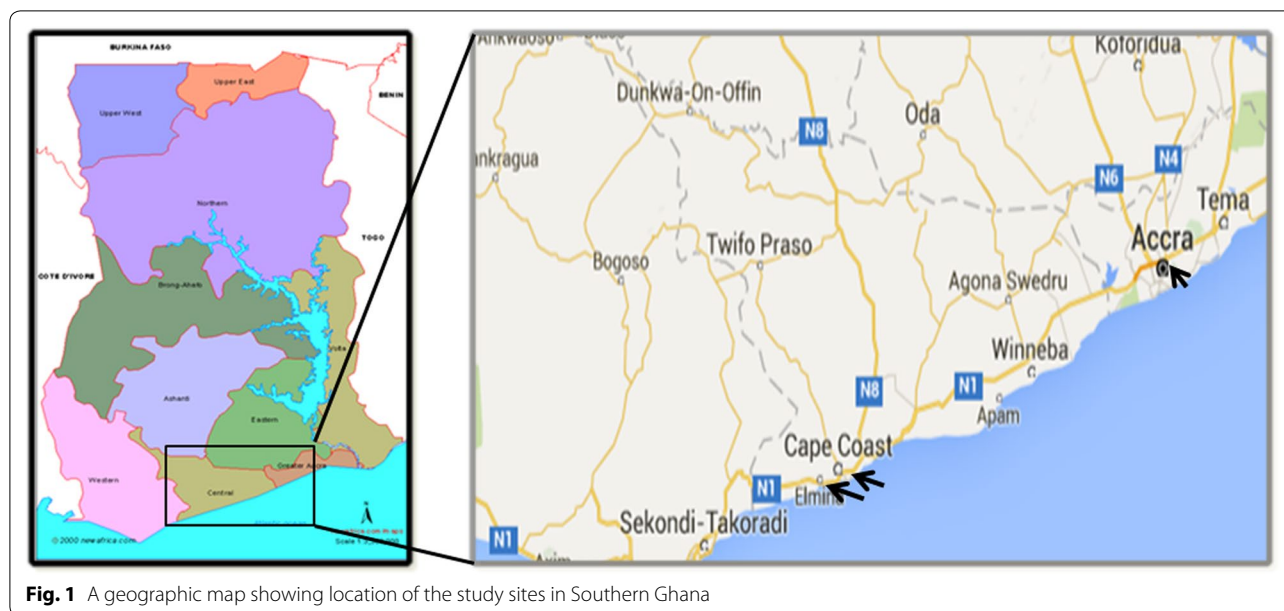 BURKINA FASO
Upper East
BENIN
Upper West
Northern
TOGO
COTE D'IVORE
Brong-Ahafo
Volta
Ashanti
Eastern
Greater Accra
Western
Central
N
© 2000 newafrica.com
Koforidua
Dunkwa-On-Offin
Oda
N8
N4
N6
Tema
Accra
Twifo Praso
Bogoso
Agona Swedru
Winneba
N8
N1
Apam
Cape Coast
N1
Elmina
Sekondi-Takoradi
N1
Fig. 1 A geographic map showing location of the study sites in Southern Ghana